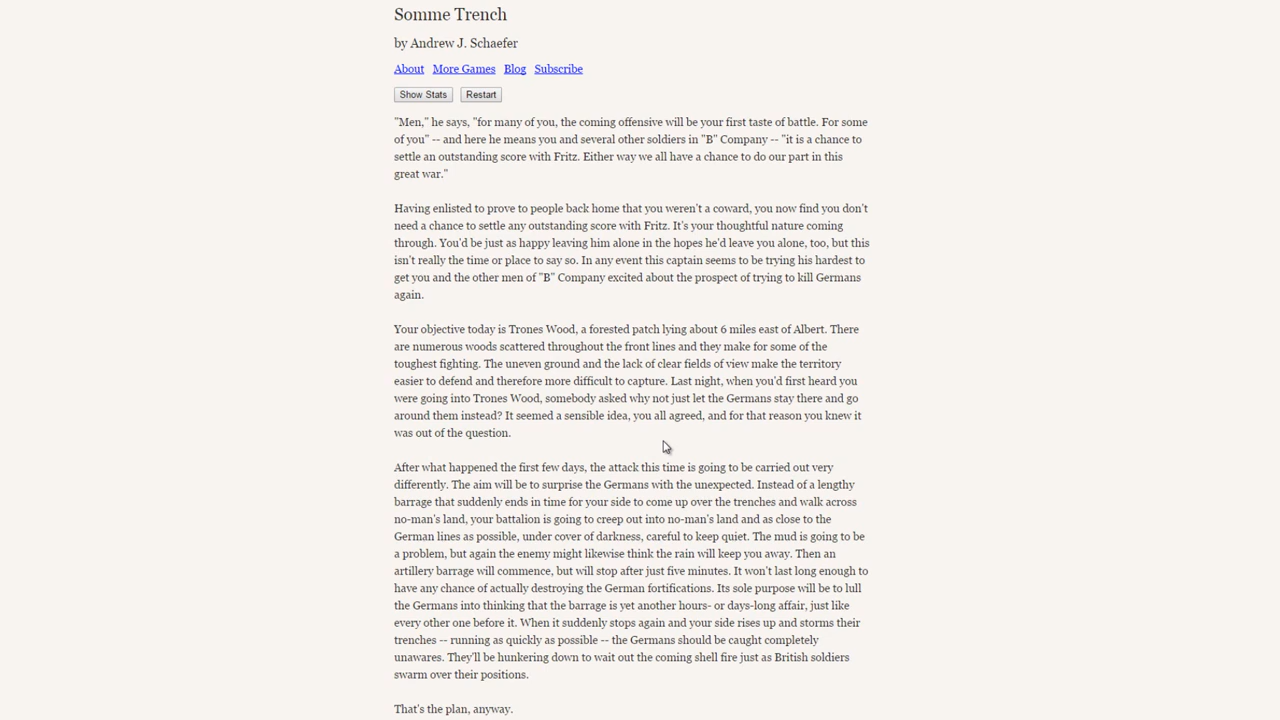 Somme Trench
by Andrew J. Schaefer
About More Games Blog Subscribe
Show Stats Restart
"Men," he says, "for many of you, the coming offensive will be your first taste of battle. For some
of you" -- and here he means you and several other soldiers in "B" Company -- "it is a chance to
settle an outstanding score with Fritz. Either way we all have a chance to do our part in this
great war."
Having enlisted to prove to people back home that you weren't a coward, you now find you don't
need a chance to settle any outstanding score with Fritz. It's your thoughtful nature coming
through. You'd be just as happy leaving him alone in the hopes he'd leave you alone, too, but this
isn't really the time or place to say so. In any event this captain seems to be trying his hardest to
get you and the other men of "B" Company excited about the prospect of trying to kill Germans
again.
Your objective today is Trones Wood, a forested patch lying about 6 miles east of Albert. There
are numerous woods scattered throughout the front lines and they make for some of the
toughest fighting. The uneven ground and the lack of clear fields of view make the territory
easier to defend and therefore more difficult to capture. Last night, when you'd first heard you
were going into Trones Wood, somebody asked why not just let the Germans stay there and go
around them instead? It seemed a sensible idea, you all agreed, and for that reason you knew it
was out of the question.
After what happened the first few days, the attack this time is going to be carried out very
differently. The aim will be to surprise the Germans with the unexpected. Instead of a lengthy
barrage that suddenly ends in time for your side to come up over the trenches and walk across
no-man's land, your battalion is going to creep out into no-man's land and as close to the
German lines as possible, under cover of darkness, careful to keep quiet. The mud is going to be
a problem, but again the enemy might likewise think the rain will keep you away. Then an
artillery barrage will commence, but will stop after just five minutes. It won't last long enough to
have any chance of actually destroying the German fortifications. Its sole purpose will be to lull
the Germans into thinking that the barrage is yet another hours- or days-long affair, just like
every other one before it. When it suddenly stops again and your side rises up and storms their
trenches -- running as quickly as possible -- the Germans should be caught completely
unawares. They'll be hunkering down to wait out the coming shell fire just as British soldiers
swarm over their positions.
That's the plan, anyway.